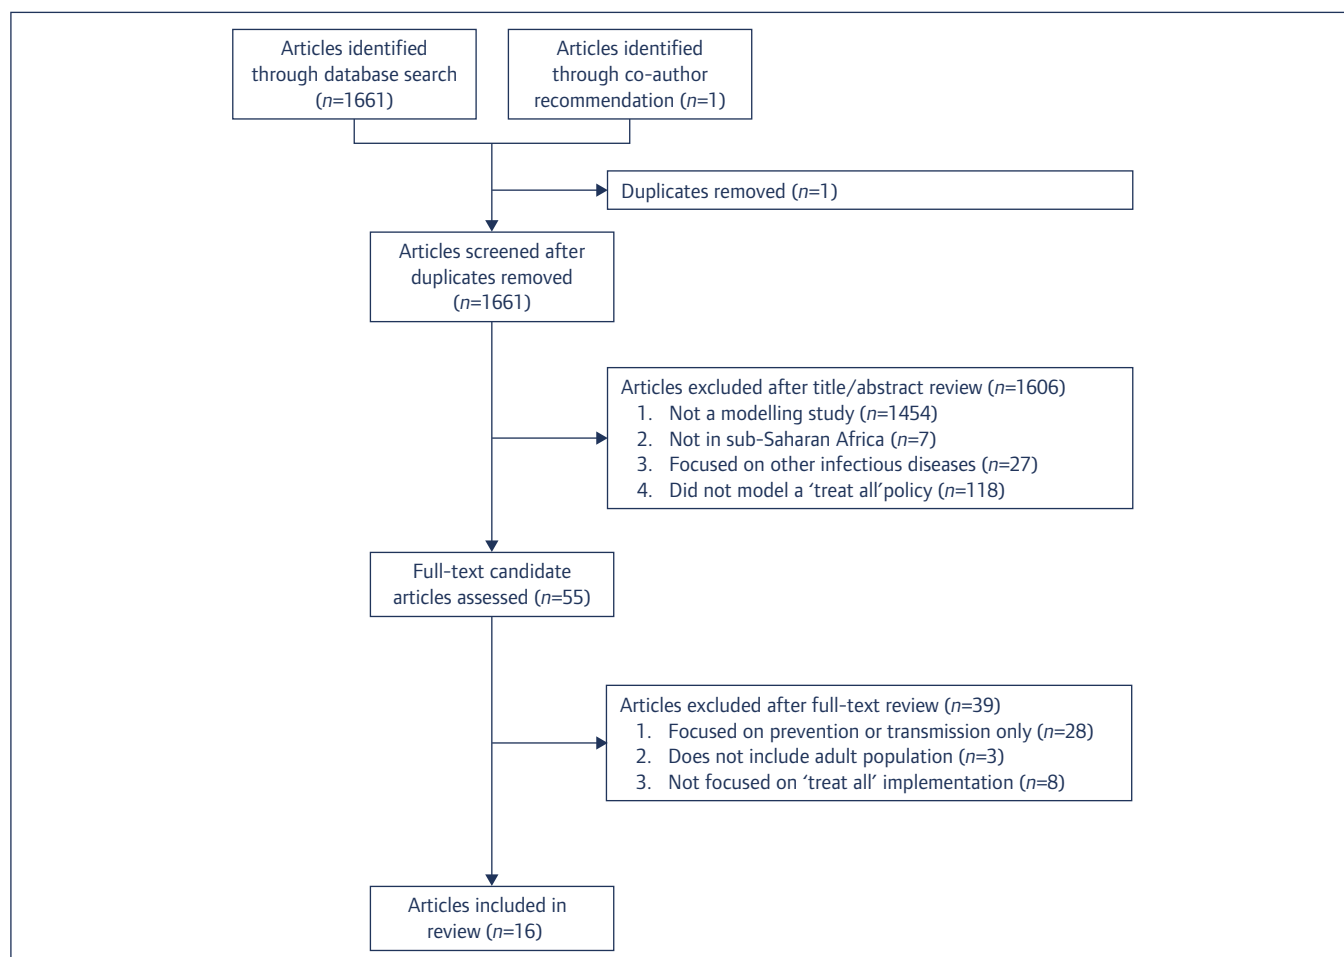 Articles identified
through database search
(n=1661)
Articles identified
through co-author
recommendation (n=1)
Duplicates removed (n=1)
Articles screened after
duplicates removed
(n=1661)
Articles excluded after title/abstract review (n=1606)
1. Not a modelling study (n=1454)
2. Not in sub-Saharan Africa (n=7)
3. Focused on other infectious diseases (n=27)
4. Did not model a ‘treat all’policy (n=118)
Full-text candidate
articles assessed (n=55)
Articles excluded after full-text review (n=39)
1. Focused on prevention or transmission only (n=28)
2. Does not include adult population (n=3)
3. Not focused on ‘treat all’ implementation (n=8)
Articles included in
review (n=16)